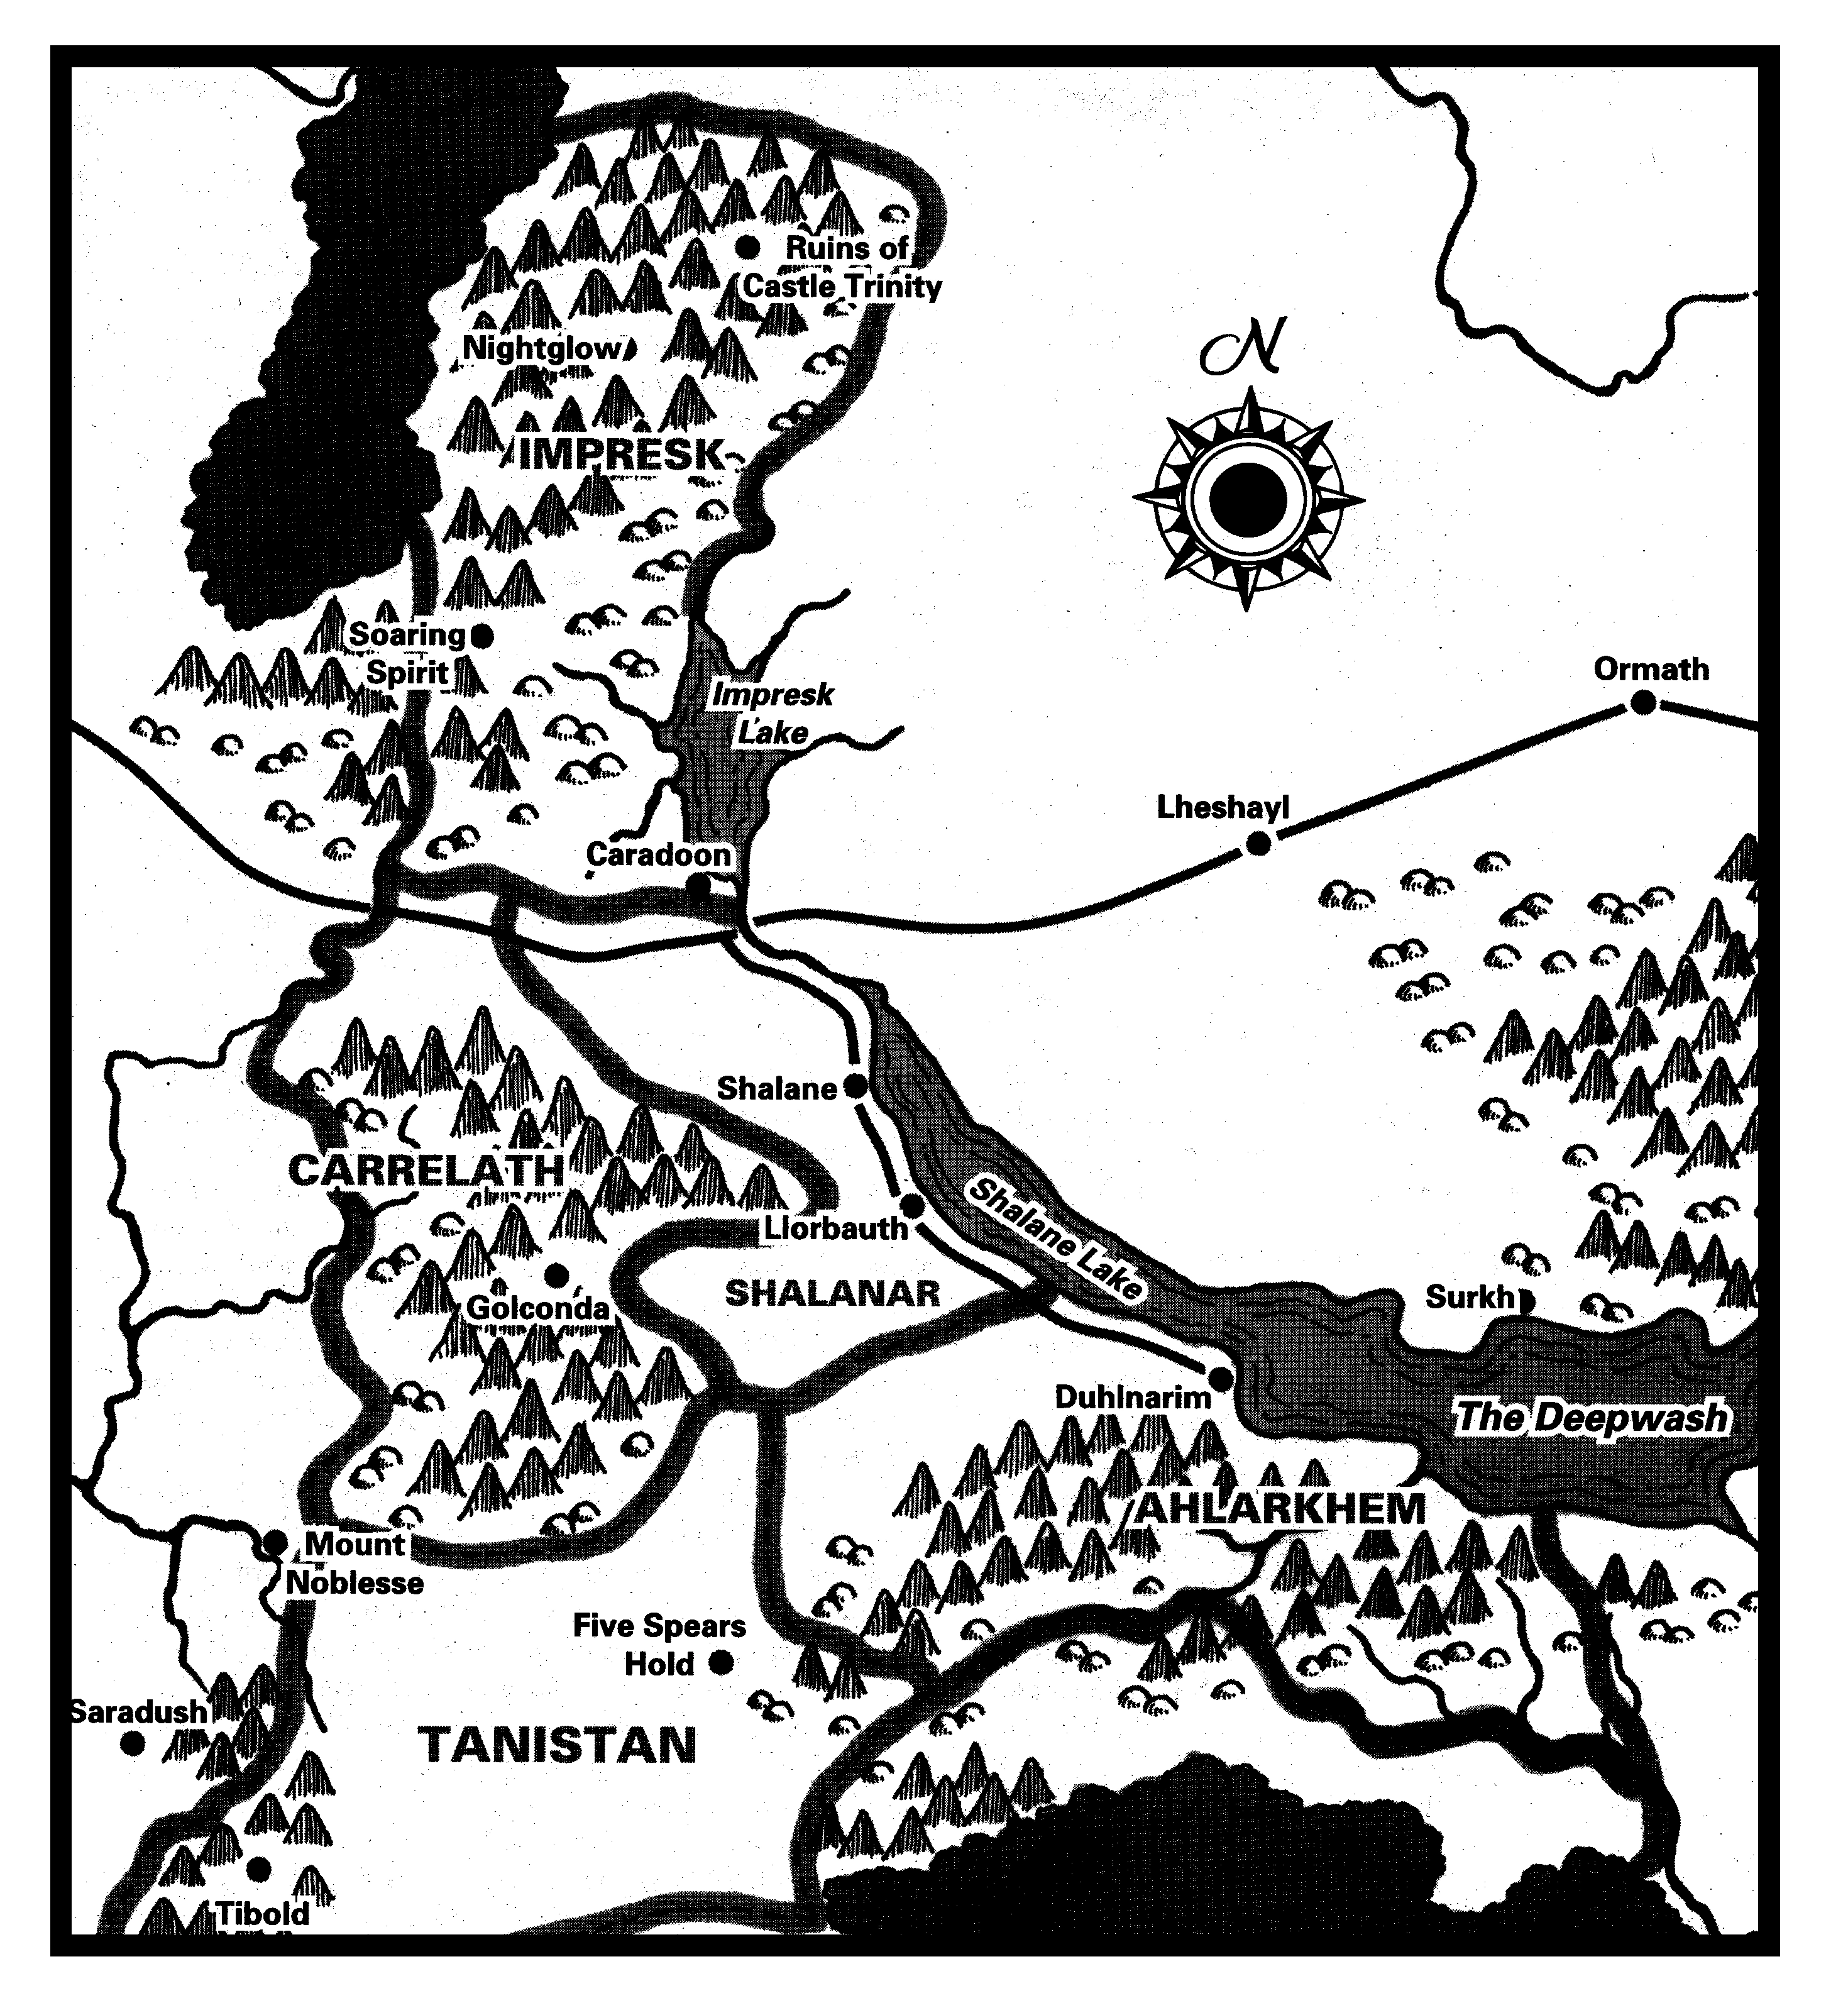 Ruins of
Castle Trinity
N
Nightglow
IMPRESK
Soaring
Spirit
Impresk
Lake
Ormath
Lheshayl
Caradoon
Shalane
CARRELATH
Llorbauth
Shalane Lake
SHALANAR
Golconda
Surkh
Duhlnarim
The Deepwash
AHLARKHEM
Mount
Noblesse
Five Spears
Hold
Saradush
TANISTAN
Tibold